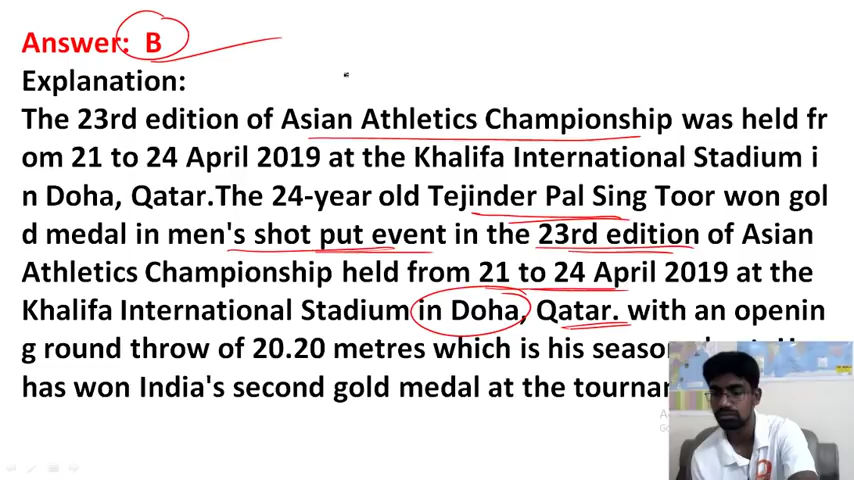 Answer: B
Explanation:
The 23rd edition of Asian Athletics Championship was held fr
om 21 to 24 April 2019 at the Khalifa International Stadium i
n Doha, Qatar.The 24-year old Tejinder Pal Sing Toor won gol
d medal in men's shot put event in the 23rd edition of Asian
Athletics Championship held from 21 to 24 April 2019 at the
Khalifa International Stadium in Doha, Qatar. with an openin
g round throw of 20.20 metres which is his season
has won India's second gold medal at the